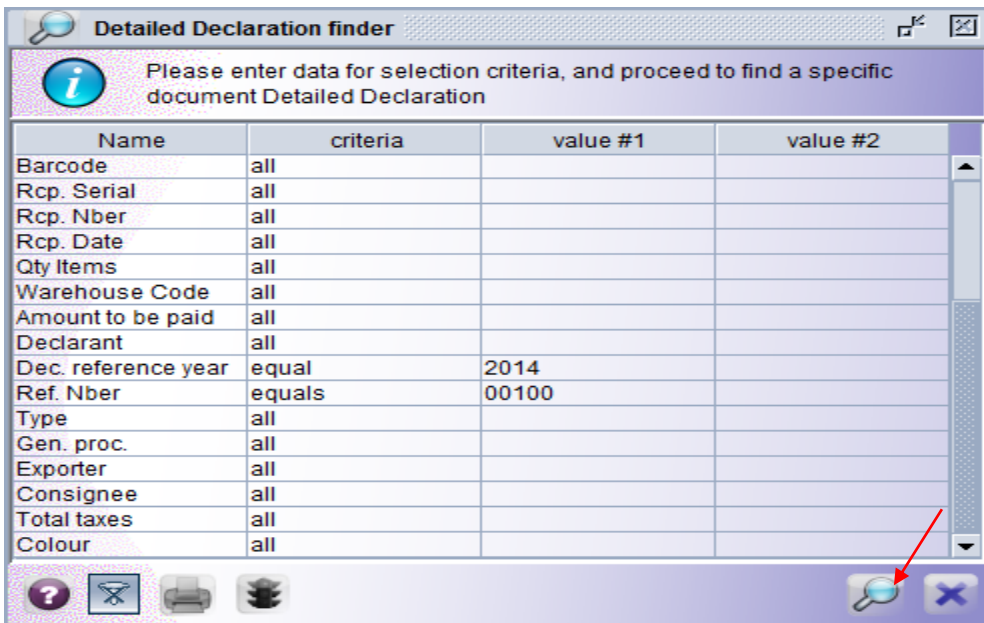 Detailed Declaration finder
Please enter data for selection criteria, and proceed to find a specific
document Detailed Declaration
Name criteria value #1 value #2
Barcode all
Rcp. Serial all
Rcp. Nber all
Rcp. Date all
Qty Items all
Warehouse Code all
Amount to be paid all
Declarant all
Dec. reference year equal 2014
Ref. Nber equals 00100
Type all
Gen. proc. all
Exporter all
Consignee all
Total taxes all
Colour all